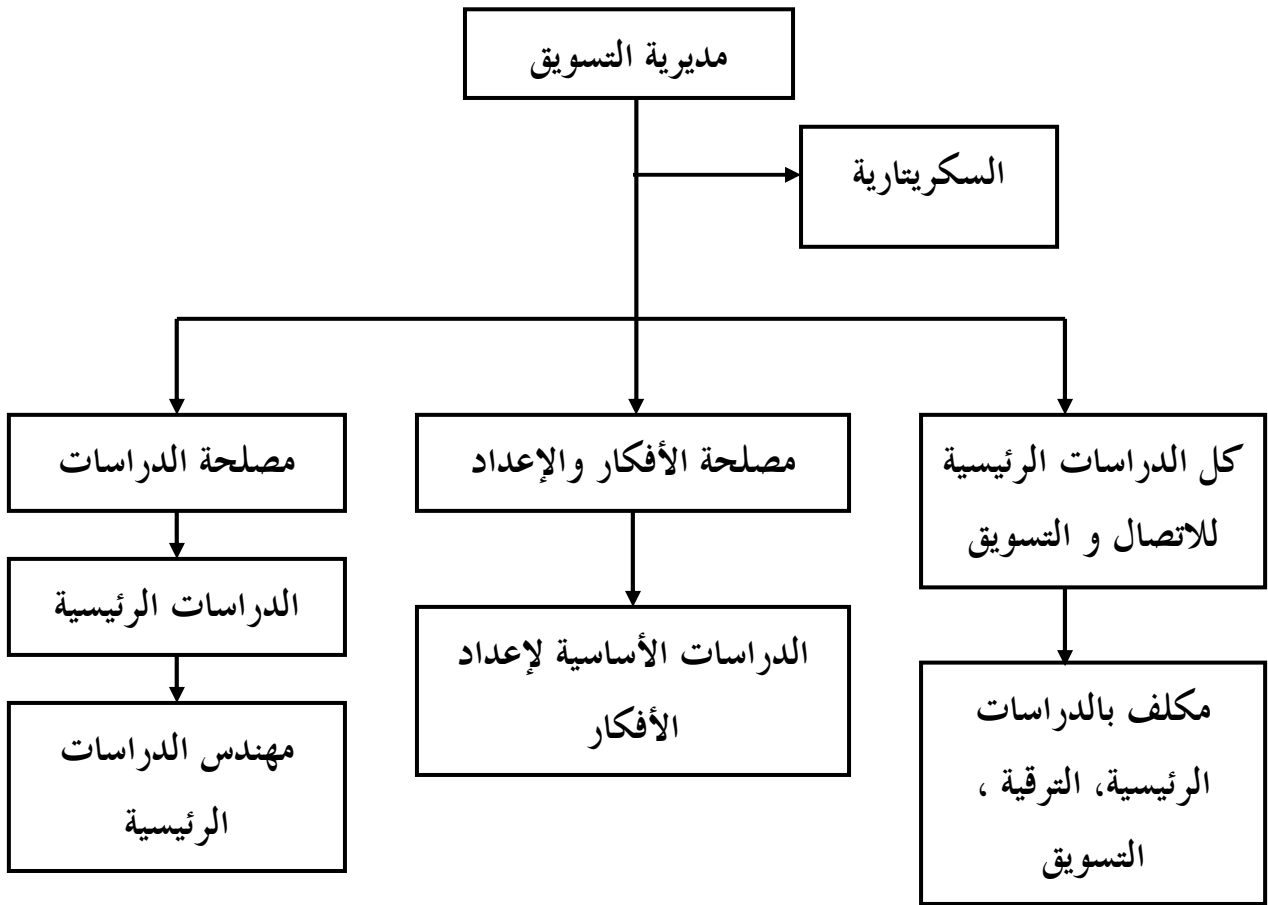 مديرية التسويق
السكريتارية
كل الدراسات الرئيسية
للاتصال و التسويق
مصلحة الأفكار والإعداد
مصلحة الدراسات
الدراسات الرئيسية
الدراسات الأساسية لإعداد
الأفكار
مكلف بالدراسات
الرئيسية، الترقية ،
التسويق
مهندس الدراسات
الرئيسية